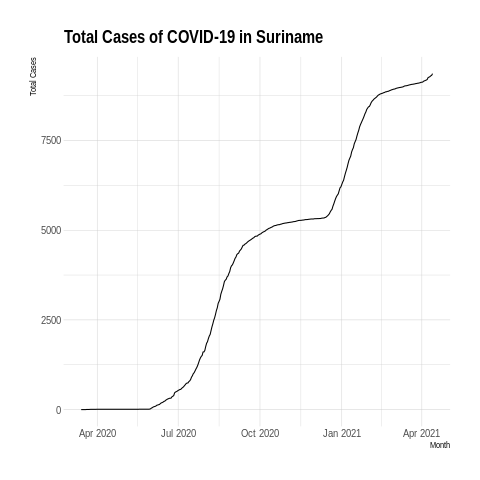 Total Cases of COVID-19 in Suriname
Total Cases
7500
5000
2500
0
Apr 2020 Jul 2020 Oct 2020 Jan 2021 Apr 2021
Month